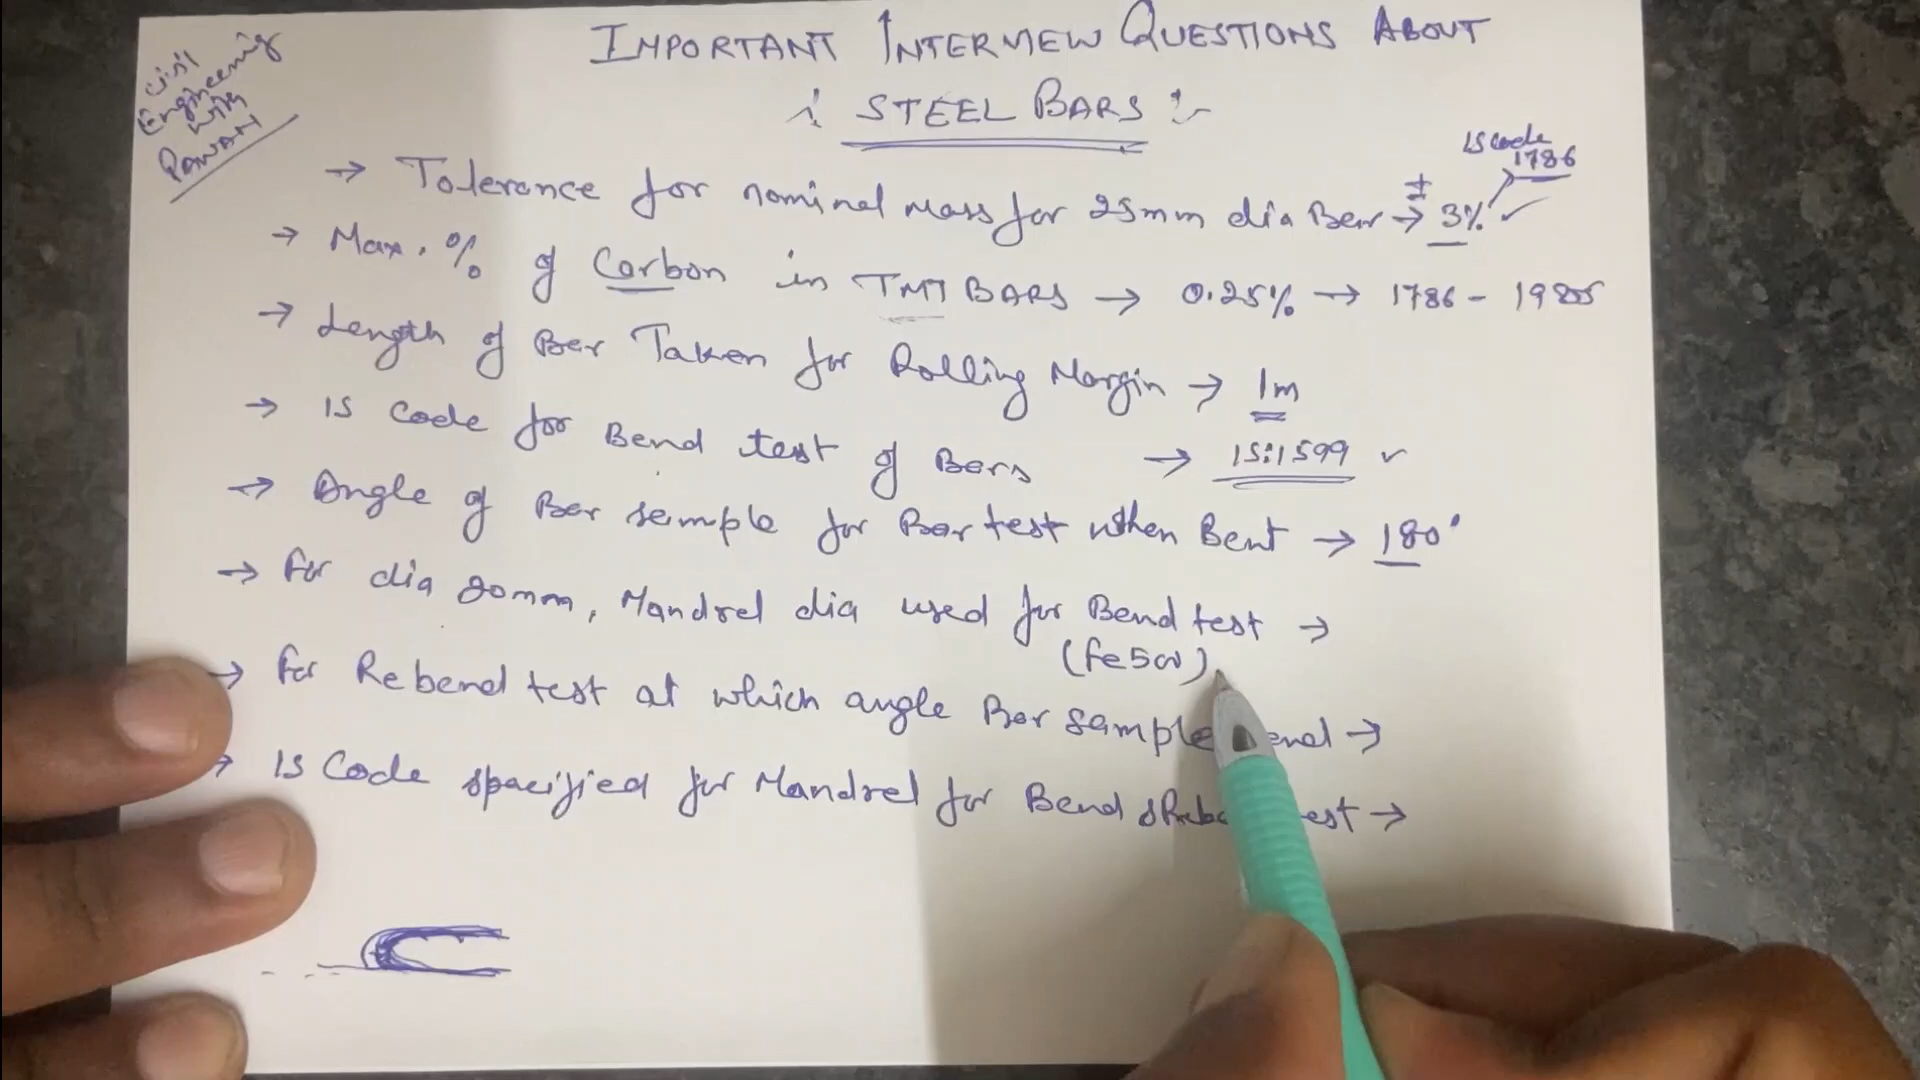 Civil
Engineering
with
PAWAN
IMPORTANT INTERVIEW QUESTIONS ABOUT
STEEL BARS :-
IS code
1786
→ Tolerance for nominal mass for 25mm dia Bar → ± 3% ✓
→ Max. % of Carbon in TMT BARS → 0.25% → 1786 - 1985
→ Length of Bar Taken for Rolling Margin → 1m
→ IS Code for Bend test of Bars → IS:1599 ✓
→ Angle of Bar sample for Bar test when Bent → 180°
→ for dia 20mm, Mandrel dia used for Bend test →
(fe500)
→ for Rebend test at which angle Bar sample →
→ IS Code specified for Mandrel for Bend & →